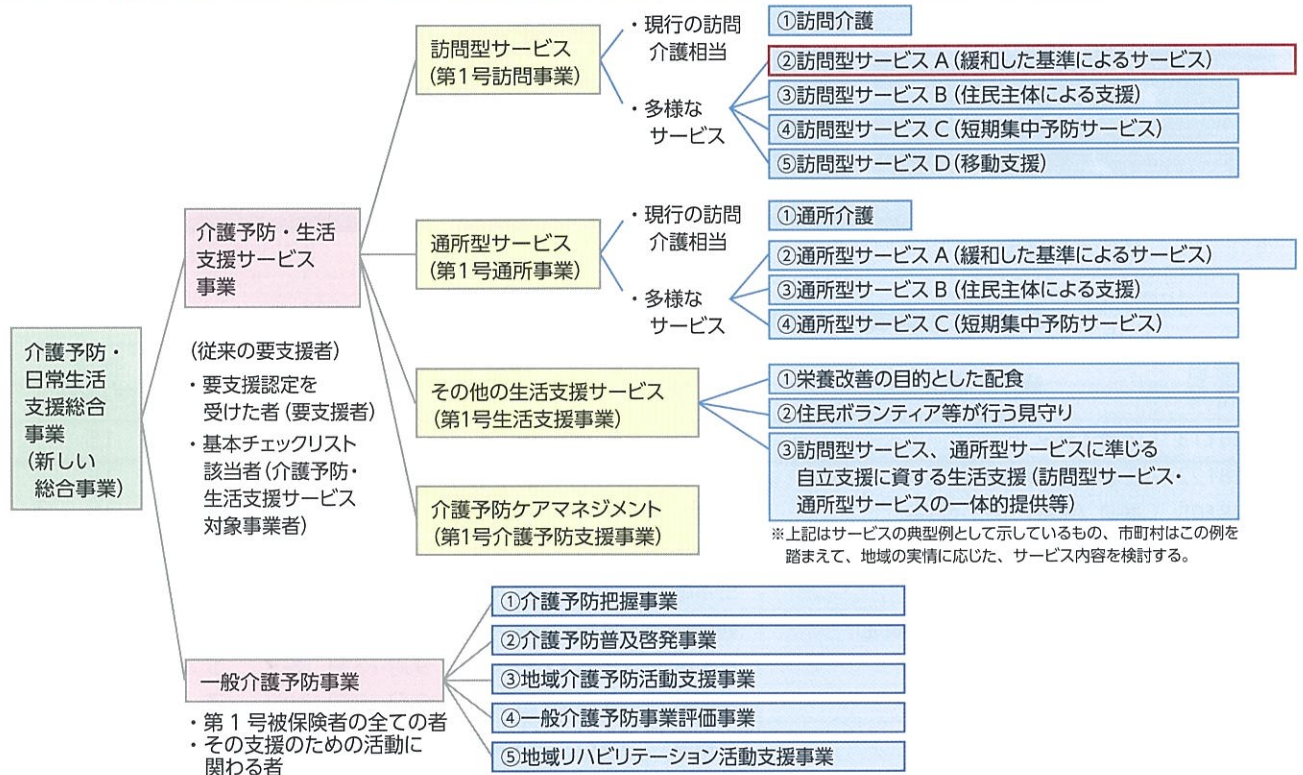 介護予防・
日常生活
支援総合
事業
(新しい
総合事業)
介護予防・生活
支援サービス
事業
(従来の要支援者)
・要支援認定を
受けた者(要支援者)
・基本チェックリスト
該当者(介護予防・
生活支援サービス
対象事業者)
訪問型サービス
(第1号訪問事業)
・現行の訪問
介護相当
①訪問介護
・多様な
サービス
②訪問型サービス A(緩和した基準によるサービス)
③訪問型サービス B(住民主体による支援)
④訪問型サービス C(短期集中予防サービス)
⑤訪問型サービス D(移動支援)
通所型サービス
(第1号通所事業)
・現行の訪問
介護相当
①通所介護
・多様な
サービス
②通所型サービス A(緩和した基準によるサービス)
③通所型サービス B(住民主体による支援)
④通所型サービス C(短期集中予防サービス)
その他の生活支援サービス
(第1号生活支援事業)
①栄養改善の目的とした配食
②住民ボランティア等が行う見守り
③訪問型サービス、通所型サービスに準じる
自立支援に資する生活支援(訪問型サービス・
通所型サービスの一体的提供等)
介護予防ケアマネジメント
(第1号介護予防支援事業)
※上記はサービスの典型例として示しているもの、市町村はこの例を
踏まえて、地域の実情に応じた、サービス内容を検討する。
一般介護予防事業
・第1号被保険者の全ての者
・その支援のための活動に
関わる者
①介護予防把握事業
②介護予防普及啓発事業
③地域介護予防活動支援事業
④一般介護予防事業評価事業
⑤地域リハビリテーション活動支援事業